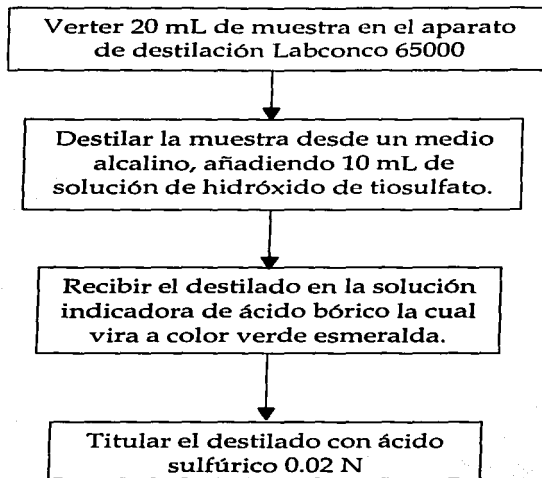 Verter 20 mL de muestra en el aparato
de destilación Labconco 65000
Destilar la muestra desde un medio
alcalino, añadiendo 10 mL de
solución de hidróxido de tiosulfato.
Recibir el destilado en la solución
indicadora de ácido bórico la cual
vira a color verde esmeralda.
Titular el destilado con ácido
sulfúrico 0.02 N